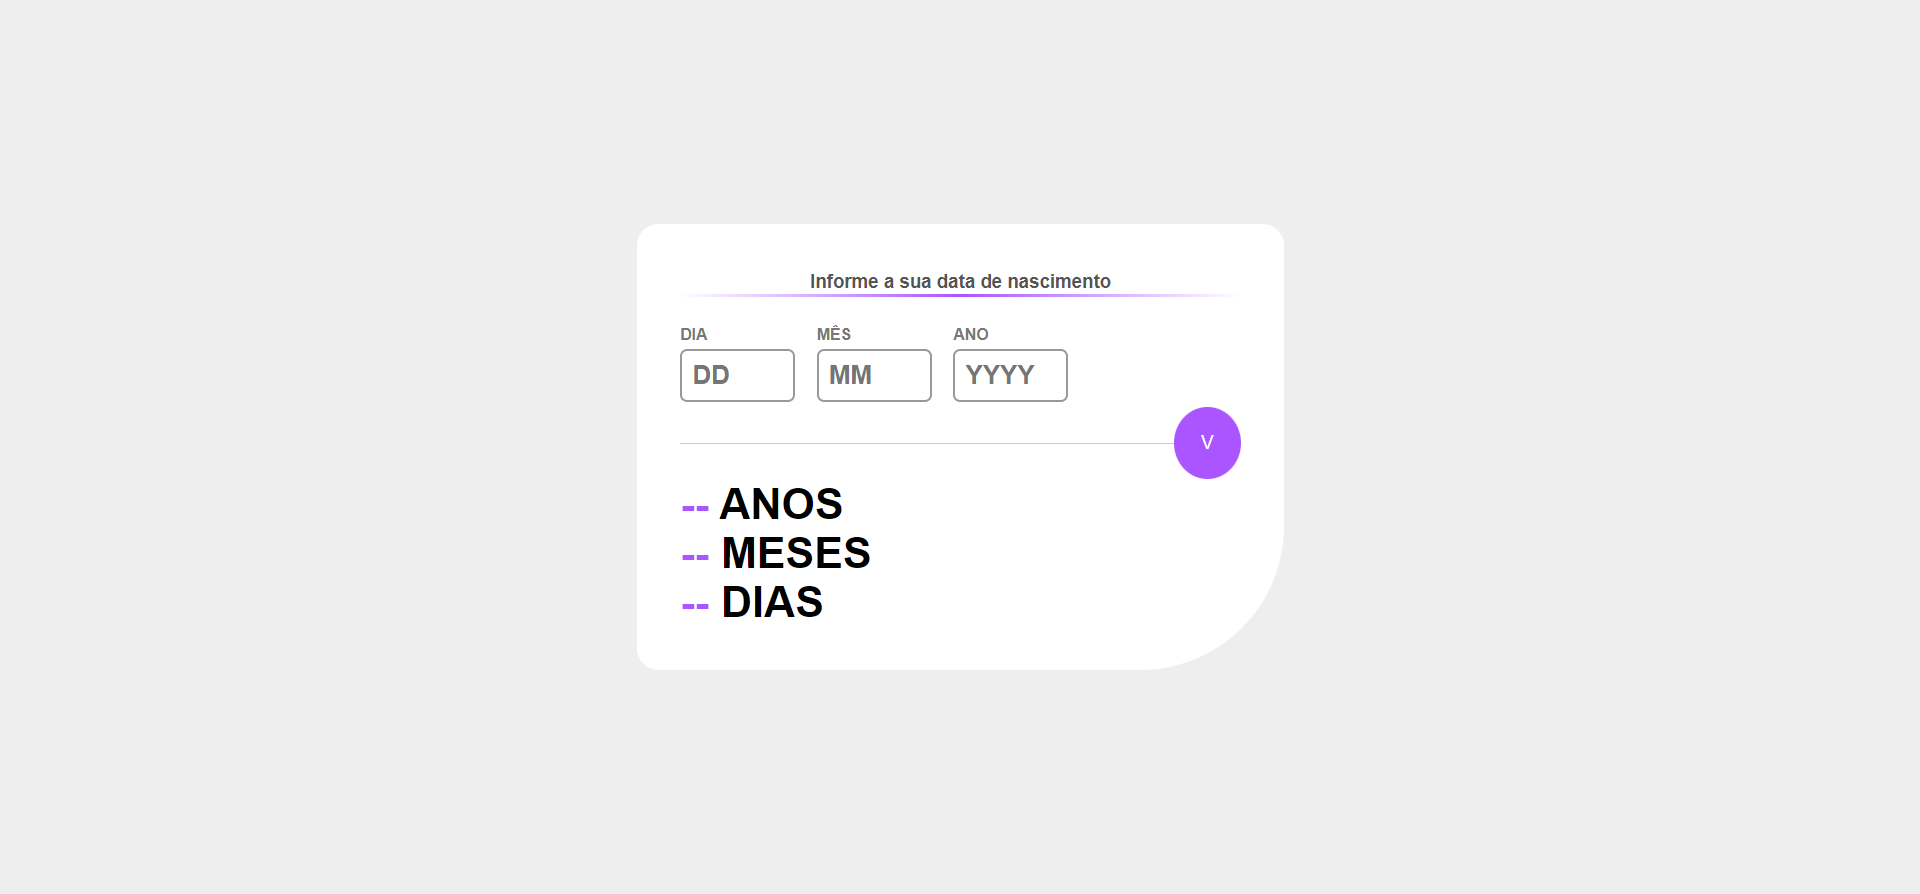 Informe a sua data de nascimento
DIA MÊS ANO
DD MM YYYY
V
-- ANOS
-- MESES
-- DIAS